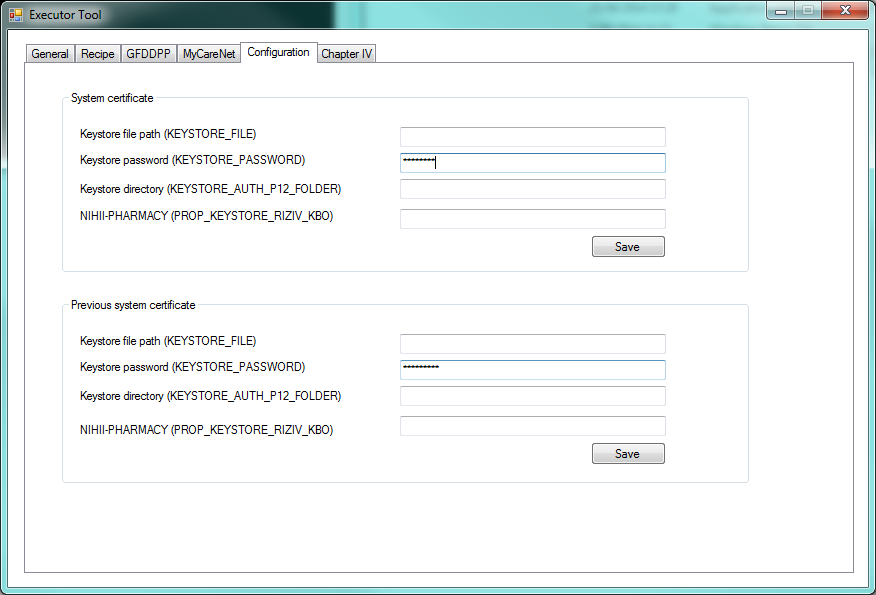 Executor Tool
General Recipe GFDDPP MyCareNet Configuration Chapter IV
System certificate
Keystore file path (KEYSTORE_FILE)
Keystore password (KEYSTORE_PASSWORD) ********
Keystore directory (KEYSTORE_AUTH_P12_FOLDER)
NIHII-PHARMACY (PROP_KEYSTORE_RIZIV_KBO)
Save
Previous system certificate
Keystore file path (KEYSTORE_FILE)
Keystore password (KEYSTORE_PASSWORD) *********
Keystore directory (KEYSTORE_AUTH_P12_FOLDER)
NIHII-PHARMACY (PROP_KEYSTORE_RIZIV_KBO)
Save